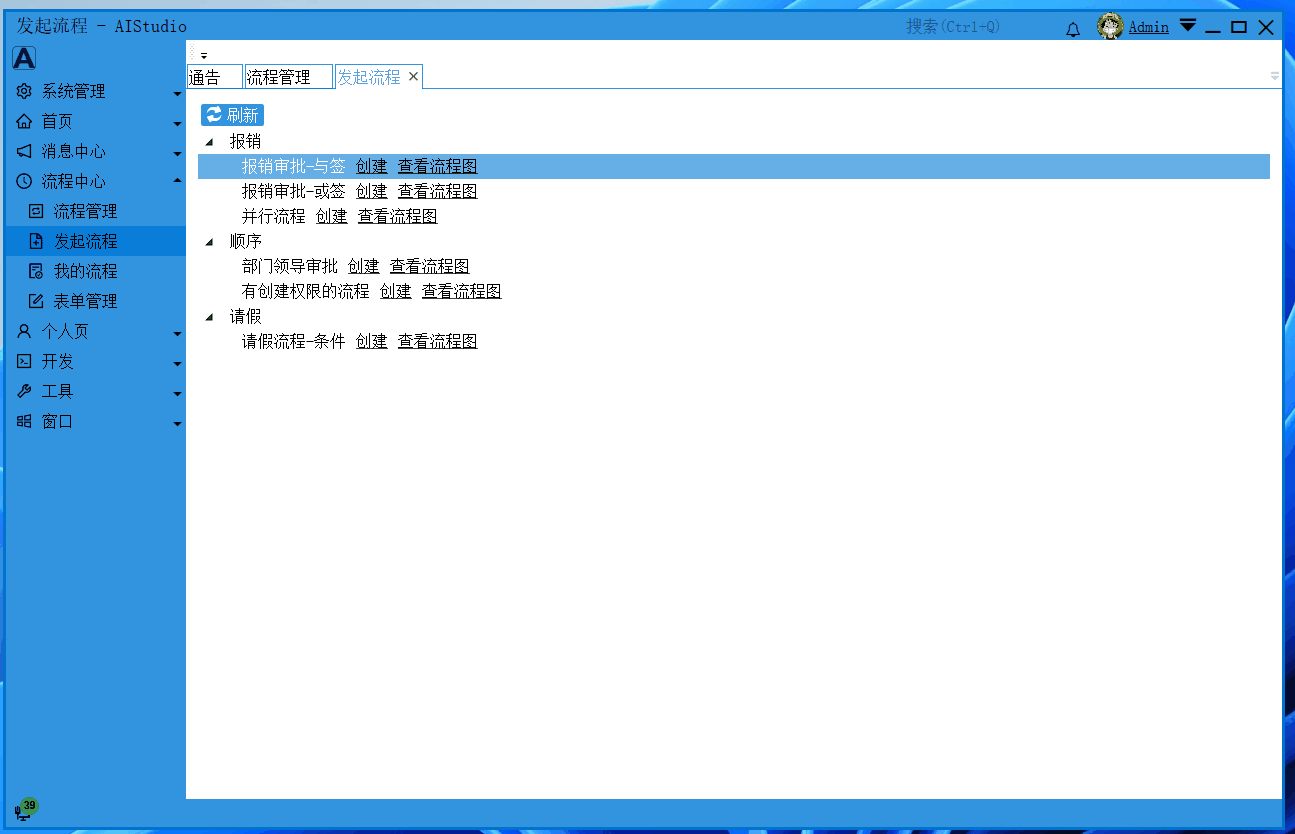 发起流程 - AIStudio
搜索(Ctrl+Q)
Admin
A
系统管理
首页
消息中心
流程中心
流程管理
发起流程
我的流程
表单管理
个人页
开发
工具
窗口
39
通告 流程管理 发起流程
刷新
报销
报销审批-与签 创建 查看流程图
报销审批-或签 创建 查看流程图
并行流程 创建 查看流程图
顺序
部门领导审批 创建 查看流程图
有创建权限的流程 创建 查看流程图
请假
请假流程-条件 创建 查看流程图